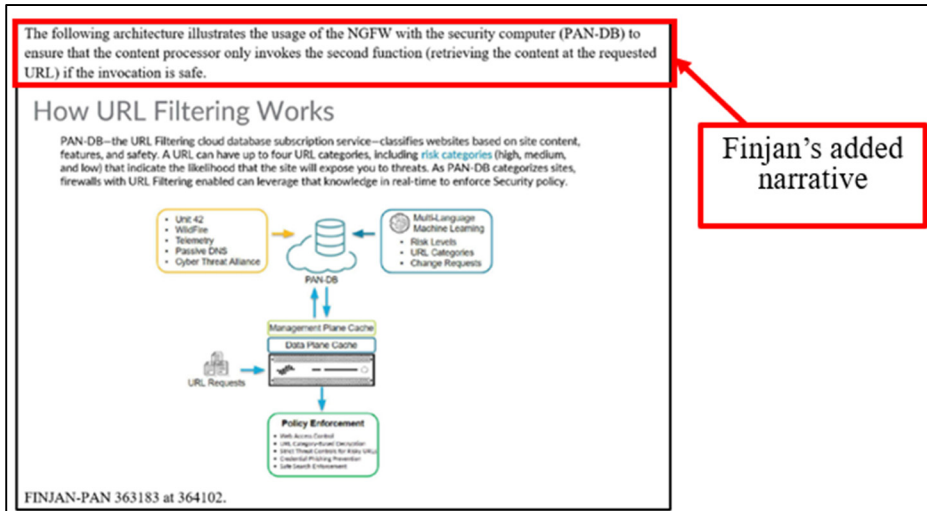 The following architecture illustrates the usage of the NGFW with the security computer (PAN-DB) to
ensure that the content processor only invokes the second function (retrieving the content at the requested
URL) if the invocation is safe.
How URL Filtering Works
PAN-DB—the URL Filtering cloud database subscription service—classifies websites based on site content,
features, and safety. A URL can have up to four URL categories, including risk categories (high, medium,
and low) that indicate the likelihood that the site will expose you to threats. As PAN-DB categorizes sites,
firewalls with URL Filtering enabled can leverage that knowledge in real-time to enforce Security policy.
• Unit 42
• WildFire
• Telemetry
• Passive DNS
• Cyber Threat Alliance
PAN-DB
Multi-Language
Machine Learning
• Risk Levels
• URL Categories
• Change Requests
Management Plane Cache
Data Plane Cache
URL Requests
Policy Enforcement
• Web Access Control
• URL Category-Based Decryption
• Strict Threat Controls for Risky URLs
• Credential Phishing Prevention
• Safe Search Enforcement
FINJAN-PAN 363183 at 364102.
Finjan's added
narrative